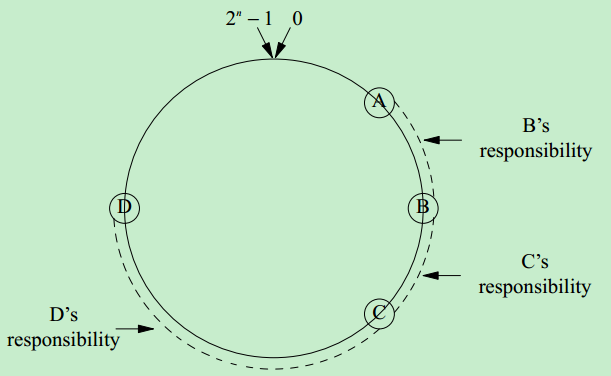 2ⁿ – 1 0
A
B's
responsibility
D
B
C's
responsibility
C
D's
responsibility